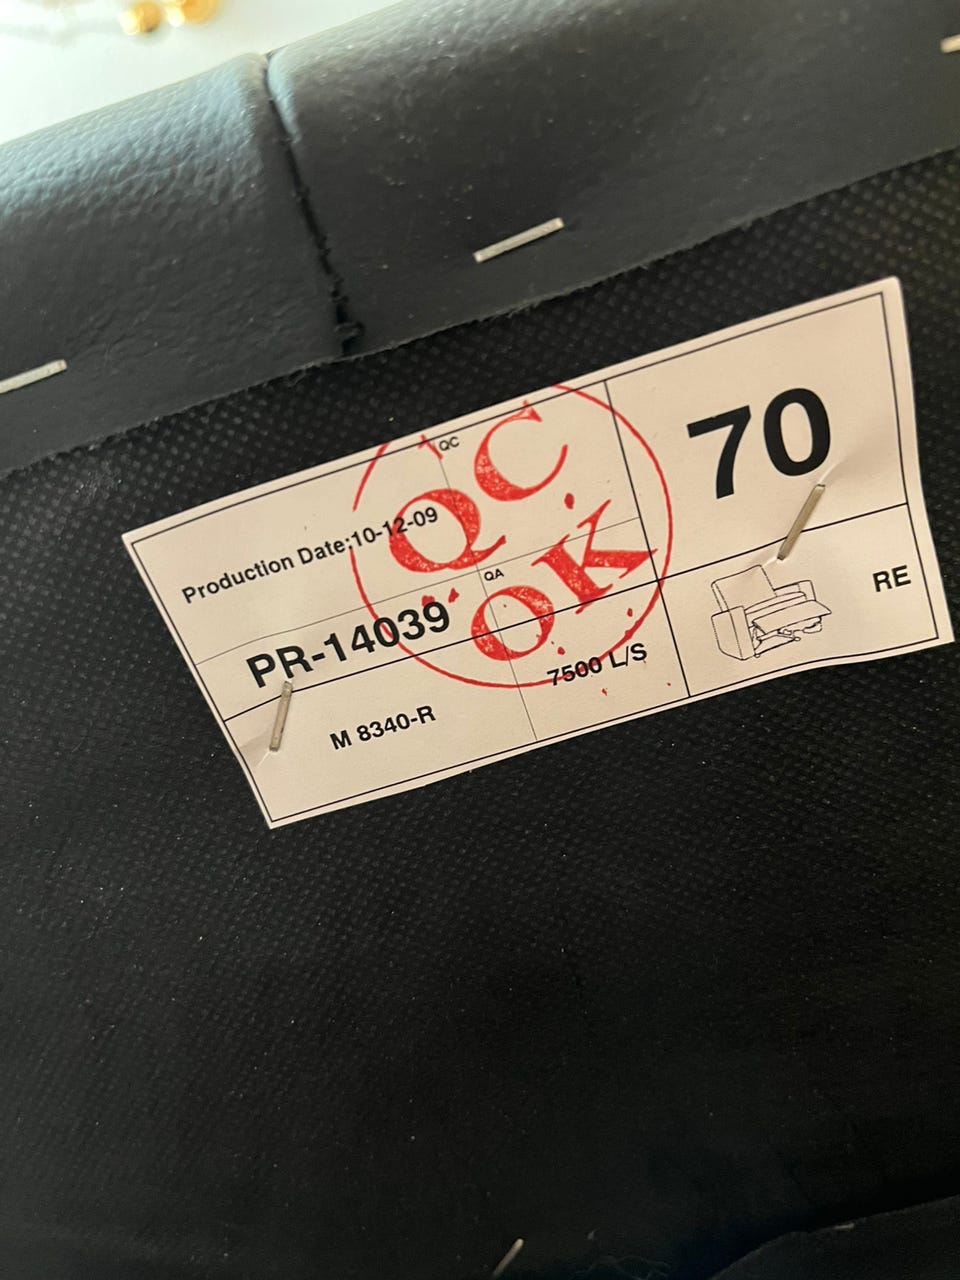 QC
Production Date:10-12-09
70
QA
PR-14039
M 8340-R
7500 L/S
RE
QC
OK